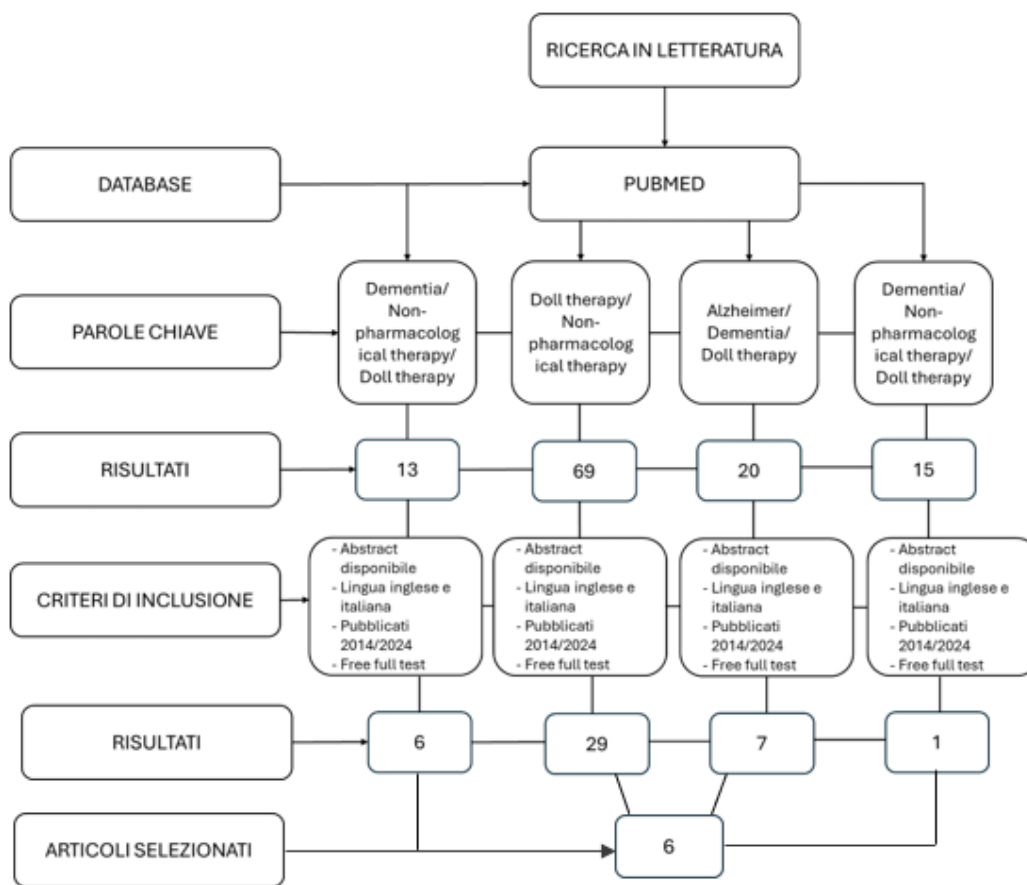 RICERCA IN LETTERATURA
DATABASE
PUBMED
PAROLE CHIAVE
Dementia/
Non-
pharmacolog
ical therapy/
Doll therapy
Doll therapy/
Non-
pharmacolog
ical therapy
Alzheimer/
Dementia/
Doll therapy
Dementia/
Non-
pharmacolog
ical therapy/
Doll therapy
RISULTATI
13
69
20
15
CRITERI DI INCLUSIONE
- Abstract
disponibile
- Lingua inglese e
italiana
- Pubblicati
2014/2024
- Free full test
- Abstract
disponibile
- Lingua inglese e
italiana
- Pubblicati
2014/2024
- Free full test
- Abstract
disponibile
- Lingua inglese e
italiana
- Pubblicati
2014/2024
- Free full test
- Abstract
disponibile
- Lingua inglese e
italiana
- Pubblicati
2014/2024
- Free full test
RISULTATI
6
29
7
1
ARTICOLI SELEZIONATI
6